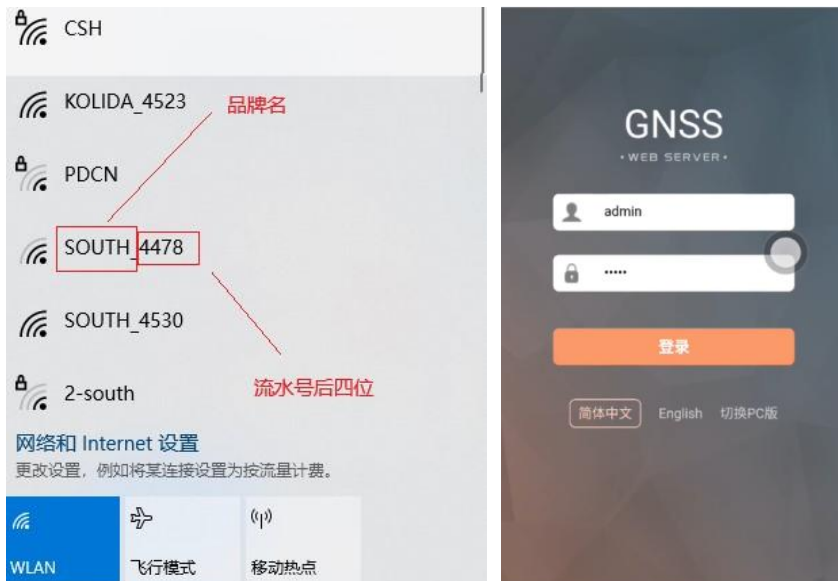 CSH
KOLIDA_4523
品牌名
PDCN
SOUTH_4478
SOUTH_4530
2-south
流水号后四位
网络和 Internet 设置
更改设置，例如将某连接设置为按流量计费。
WLAN
飞行模式
移动热点
GNSS
·WEB SERVER·
admin
•••••
登录
简体中文 English 切换PC版